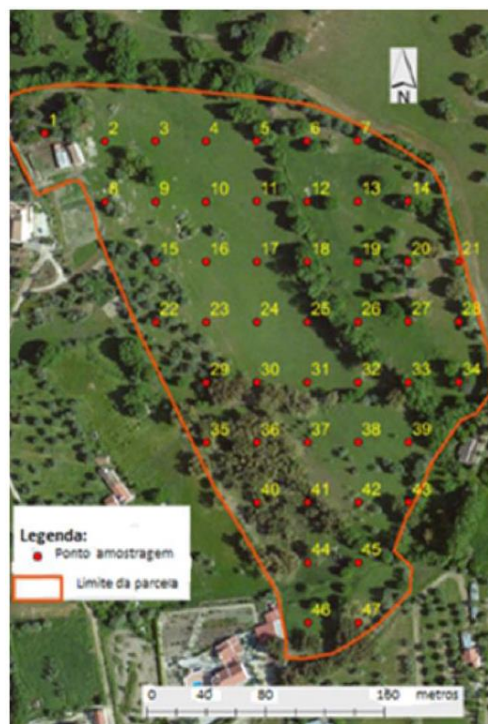 N
1
2 3 4 5 6 7
8 9 10 11 12 13 14
15 16 17 18 19 20 21
22 23 24 25 26 27 28
29 30 31 32 33 34
35 36 37 38 39
40 41 42 43
44 45
46 47
Legenda:
Ponto amostragem
Limite da parcela
0 40 80 160 metros